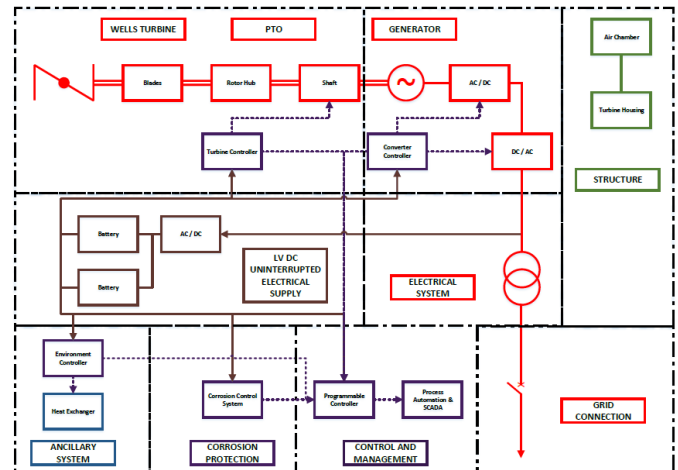 WELLS TURBINE
PTO
GENERATOR
Air Chamber
Blades
Rotor Hub
Shaft
~
AC / DC
Turbine Housing
Turbine Controller
Converter
Controller
DC / AC
STRUCTURE
Battery
AC / DC
Battery
LV DC
UNINTERRUPTED
ELECTRICAL
SUPPLY
ELECTRICAL
SYSTEM
Environment
Controller
Heat Exchanger
Corrosion Control
System
Programmable
Controller
Process
Automation &
SCADA
GRID
CONNECTION
ANCILLARY
SYSTEM
CORROSION
PROTECTION
CONTROL AND
MANAGEMENT